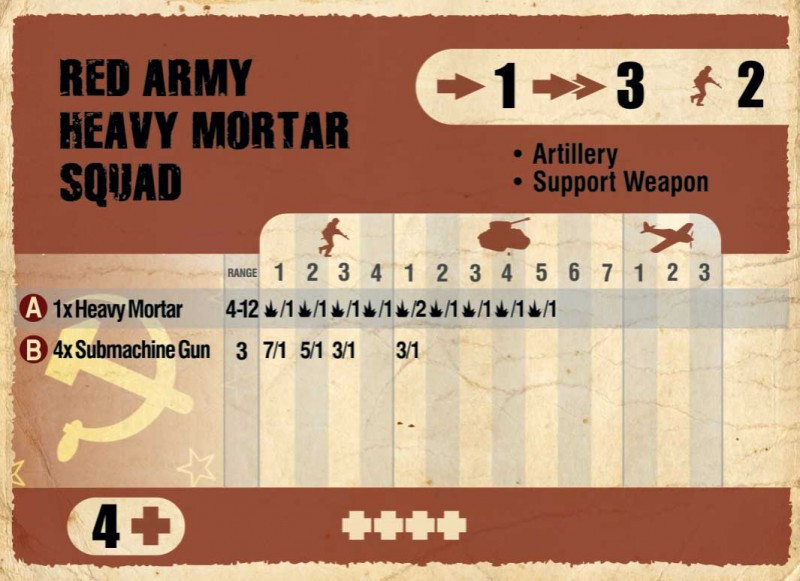 RED ARMY
HEAVY MORTAR
SQUAD
1 3 2
• Artillery
• Support Weapon
RANGE 1 2 3 4 1 2 3 4 5 6 7 1 2 3
A 1x Heavy Mortar 4-12 /1 /1 /1 /1 /2 /1 /1 /1 /1
B 4x Submachine Gun 3 7/1 5/1 3/1 3/1
4